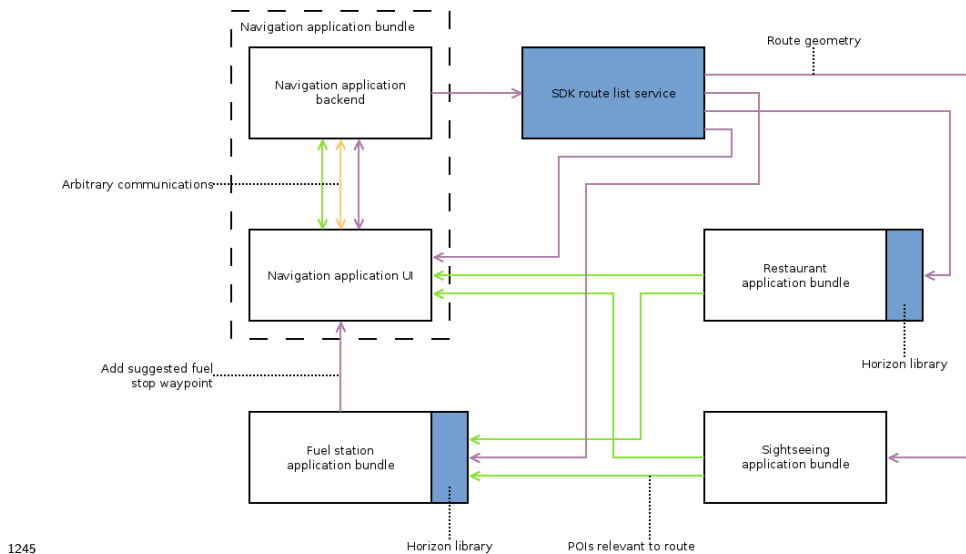 Navigation application bundle
Route geometry
Navigation application
backend
SDK route list service
Arbitrary communications
Navigation application UI
Restaurant
application bundle
Add suggested fuel
stop waypoint
Horizon library
Fuel station
application bundle
Sightseeing
application bundle
Horizon library
POIs relevant to route
1245